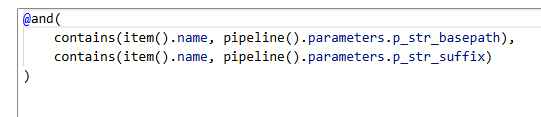 @and(
    contains(item().name, pipeline().parameters.p_str_basepath),
    contains(item().name, pipeline().parameters.p_str_suffix)
)